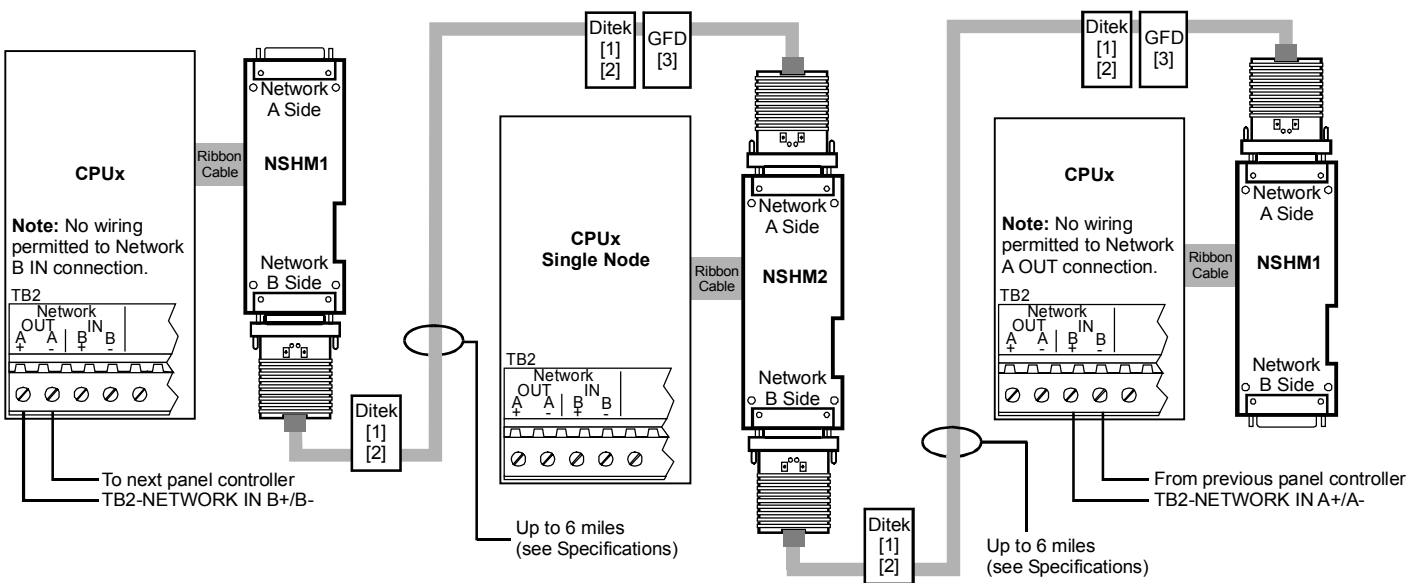 CPUx
Note: No wiring
permitted to Network
B IN connection.
TB2
Network
OUT IN
A A B B
+ - + -
To next panel controller
TB2-NETWORK IN B+/B-
Ribbon
Cable
Network
A Side
NSHM1
Network
B Side
Ditek
[1]
[2]
Up to 6 miles
(see Specifications)
Ditek
[1]
[2]
GFD
[3]
CPUx
Single Node
TB2
Network
OUT IN
A A B B
+ - + -
Ribbon
Cable
Network
A Side
NSHM2
Network
B Side
Ditek
[1]
[2]
Up to 6 miles
(see Specifications)
Ditek
[1]
[2]
GFD
[3]
CPUx
Note: No wiring
permitted to Network
A OUT connection.
TB2
Network
OUT IN
A A B B
+ - + -
From previous panel controller
TB2-NETWORK IN A+/A-
Ribbon
Cable
Network
A Side
NSHM1
Network
B Side